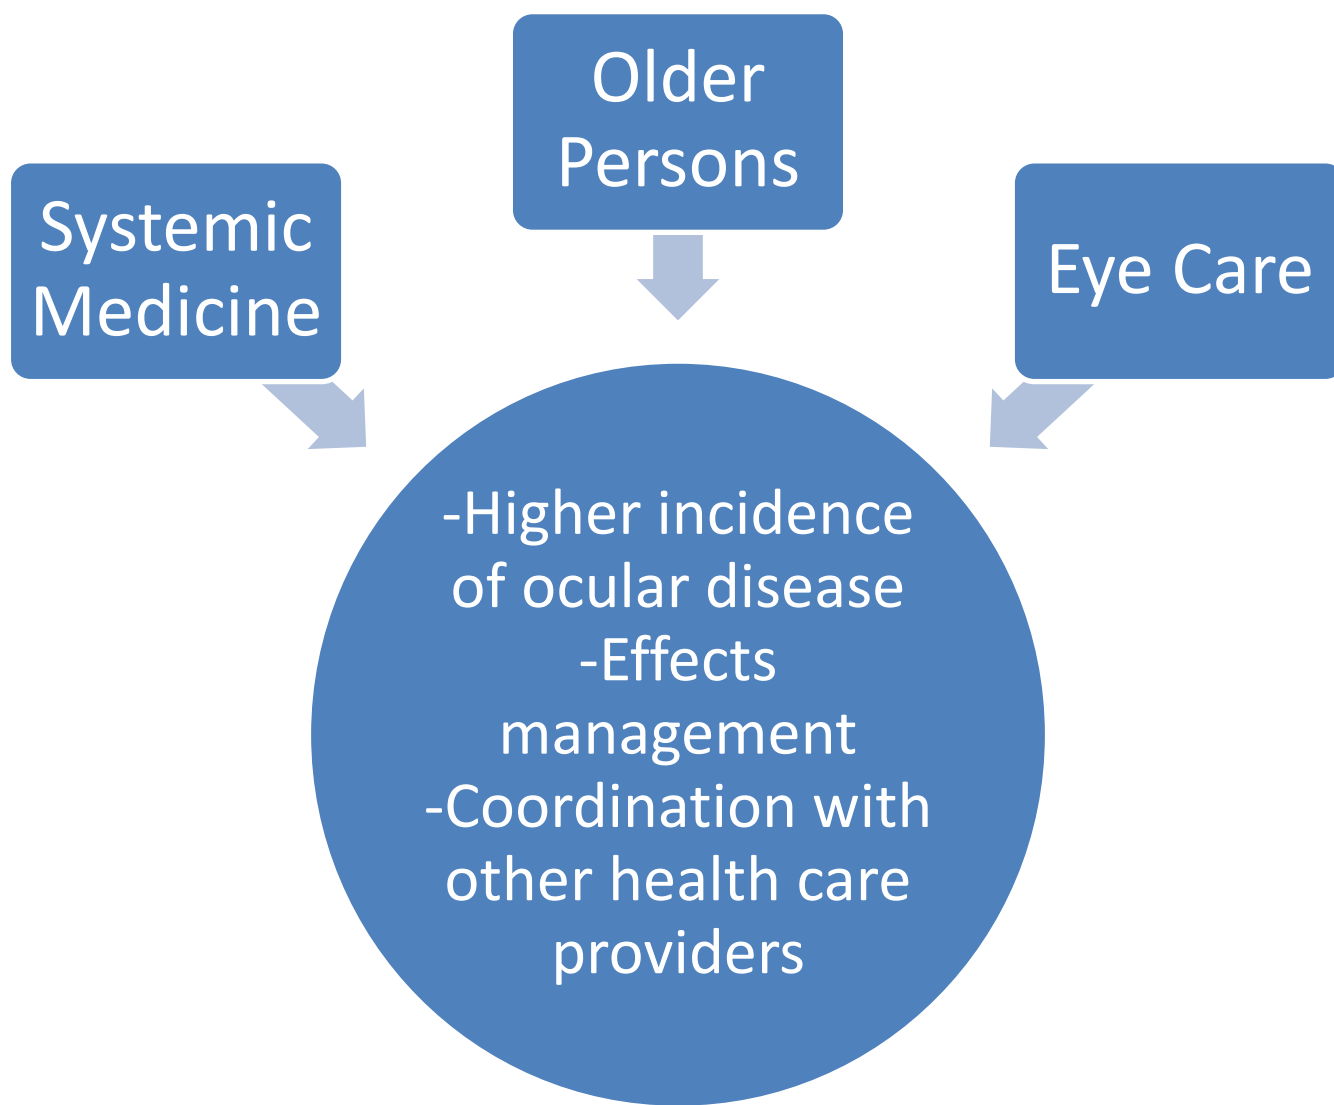 Older
Persons
Systemic
Medicine
Eye Care
-Higher incidence
of ocular disease
-Effects
management
-Coordination with
other health care
providers